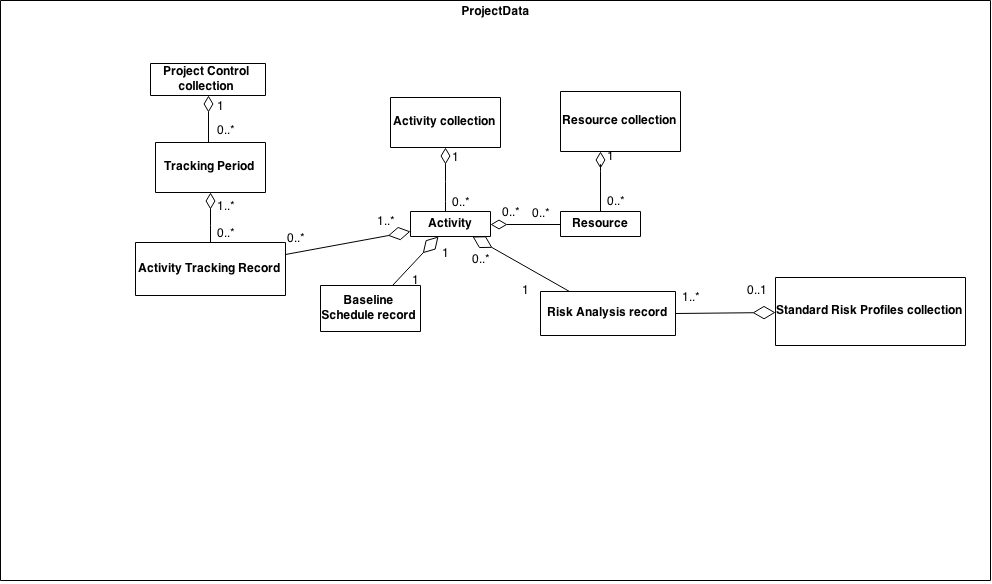 ProjectData
Project Control
collection
1
0..*
Tracking Period
1..*
0..*
Activity Tracking Record
Activity collection
1
0..*
Resource collection
1
0..*
Activity
0..*
0..*
Resource
1..*
0..*
1
1
Baseline
Schedule record
0..*
1
Risk Analysis record
1..*
0..1
Standard Risk Profiles collection